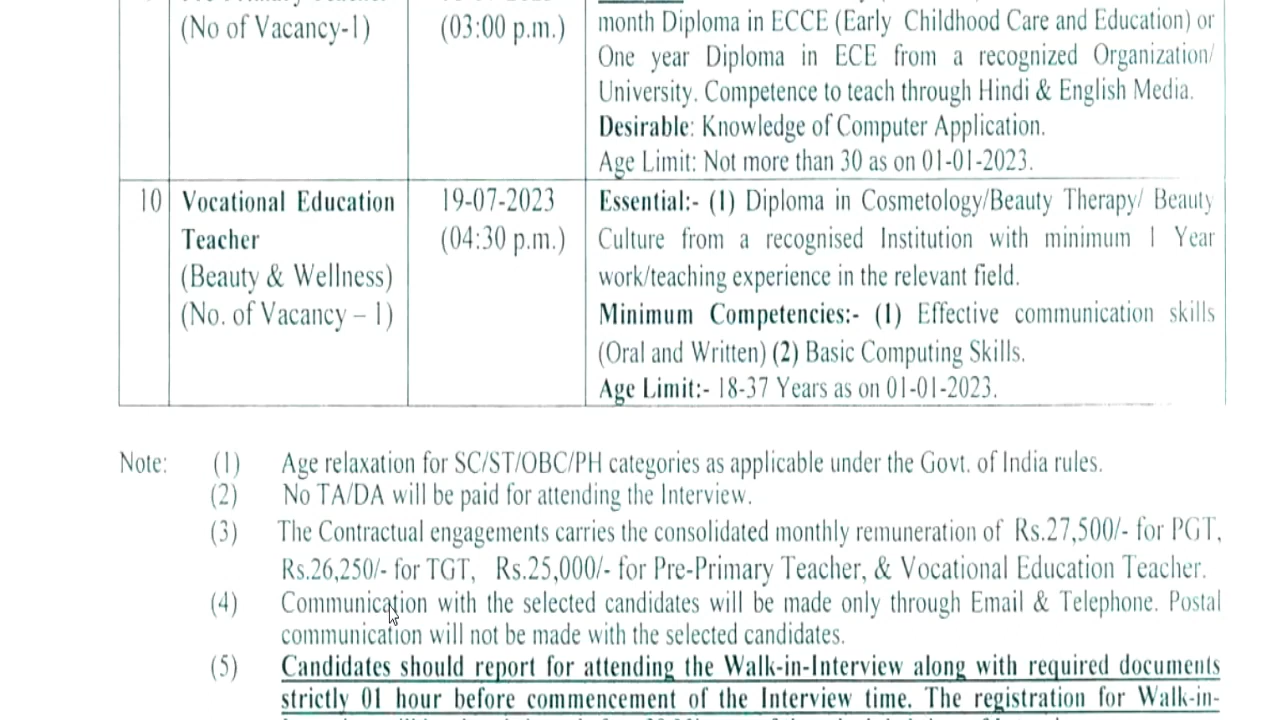 (No of Vacancy-1)
(03:00 p.m.)
month Diploma in ECCE (Early Childhood Care and Education) or
One year Diploma in ECE from a recognized Organization/
University. Competence to teach through Hindi & English Media.
Desirable: Knowledge of Computer Application.
Age Limit: Not more than 30 as on 01-01-2023.
10
Vocational Education
Teacher
(Beauty & Wellness)
(No. of Vacancy – 1)
19-07-2023
(04:30 p.m.)
Essential:- (1) Diploma in Cosmetology/Beauty Therapy/ Beauty
Culture from a recognised Institution with minimum 1 Year
work/teaching experience in the relevant field.
Minimum Competencies:- (1) Effective communication skills
(Oral and Written) (2) Basic Computing Skills.
Age Limit:- 18-37 Years as on 01-01-2023.
Note: (1) Age relaxation for SC/ST/OBC/PH categories as applicable under the Govt. of India rules.
(2) No TA/DA will be paid for attending the Interview.
(3) The Contractual engagements carries the consolidated monthly remuneration of Rs.27,500/- for PGT,
Rs.26,250/- for TGT, Rs.25,000/- for Pre-Primary Teacher, & Vocational Education Teacher.
(4) Communication with the selected candidates will be made only through Email & Telephone. Postal
communication will not be made with the selected candidates.
(5) Candidates should report for attending the Walk-in-Interview along with required documents
strictly 01 hour before commencement of the Interview time. The registration for Walk-in-